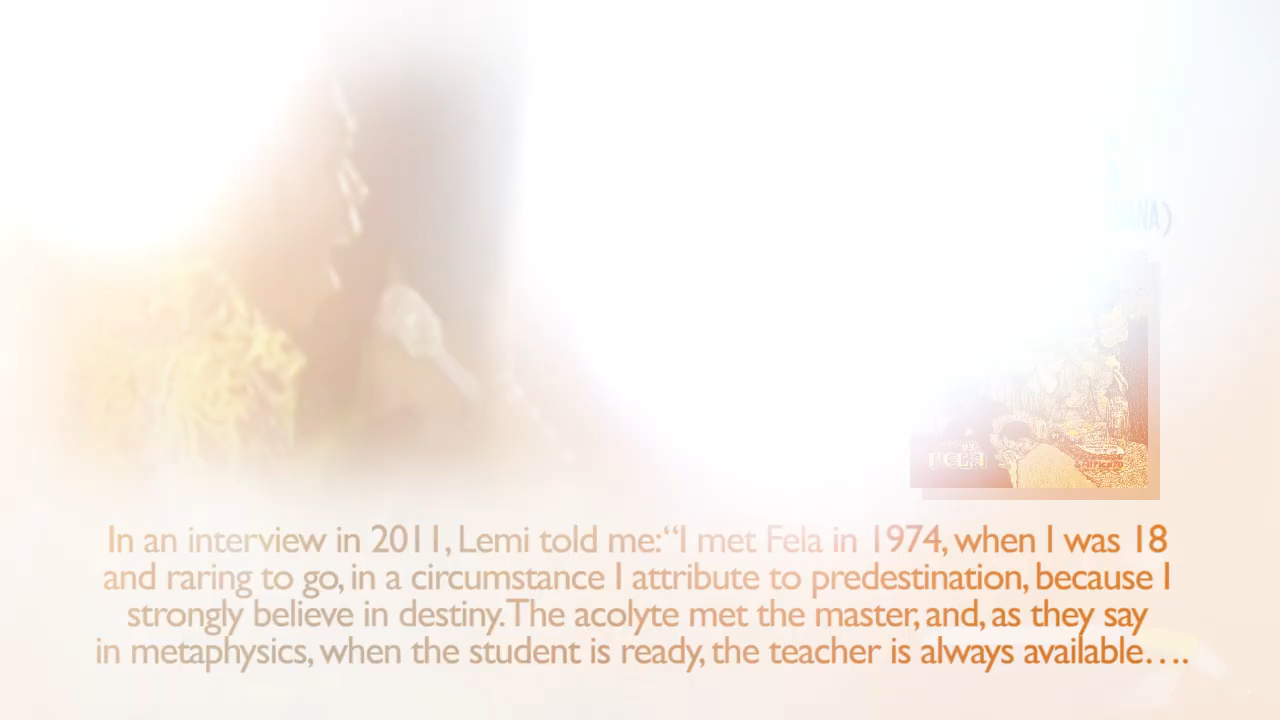 FELA
In an interview in 2011, Lemi told me: “I met Fela in 1974, when I was 18
and raring to go, in a circumstance I attribute to predestination, because I
strongly believe in destiny. The acolyte met the master, and, as they say
in metaphysics, when the student is ready, the teacher is always available….